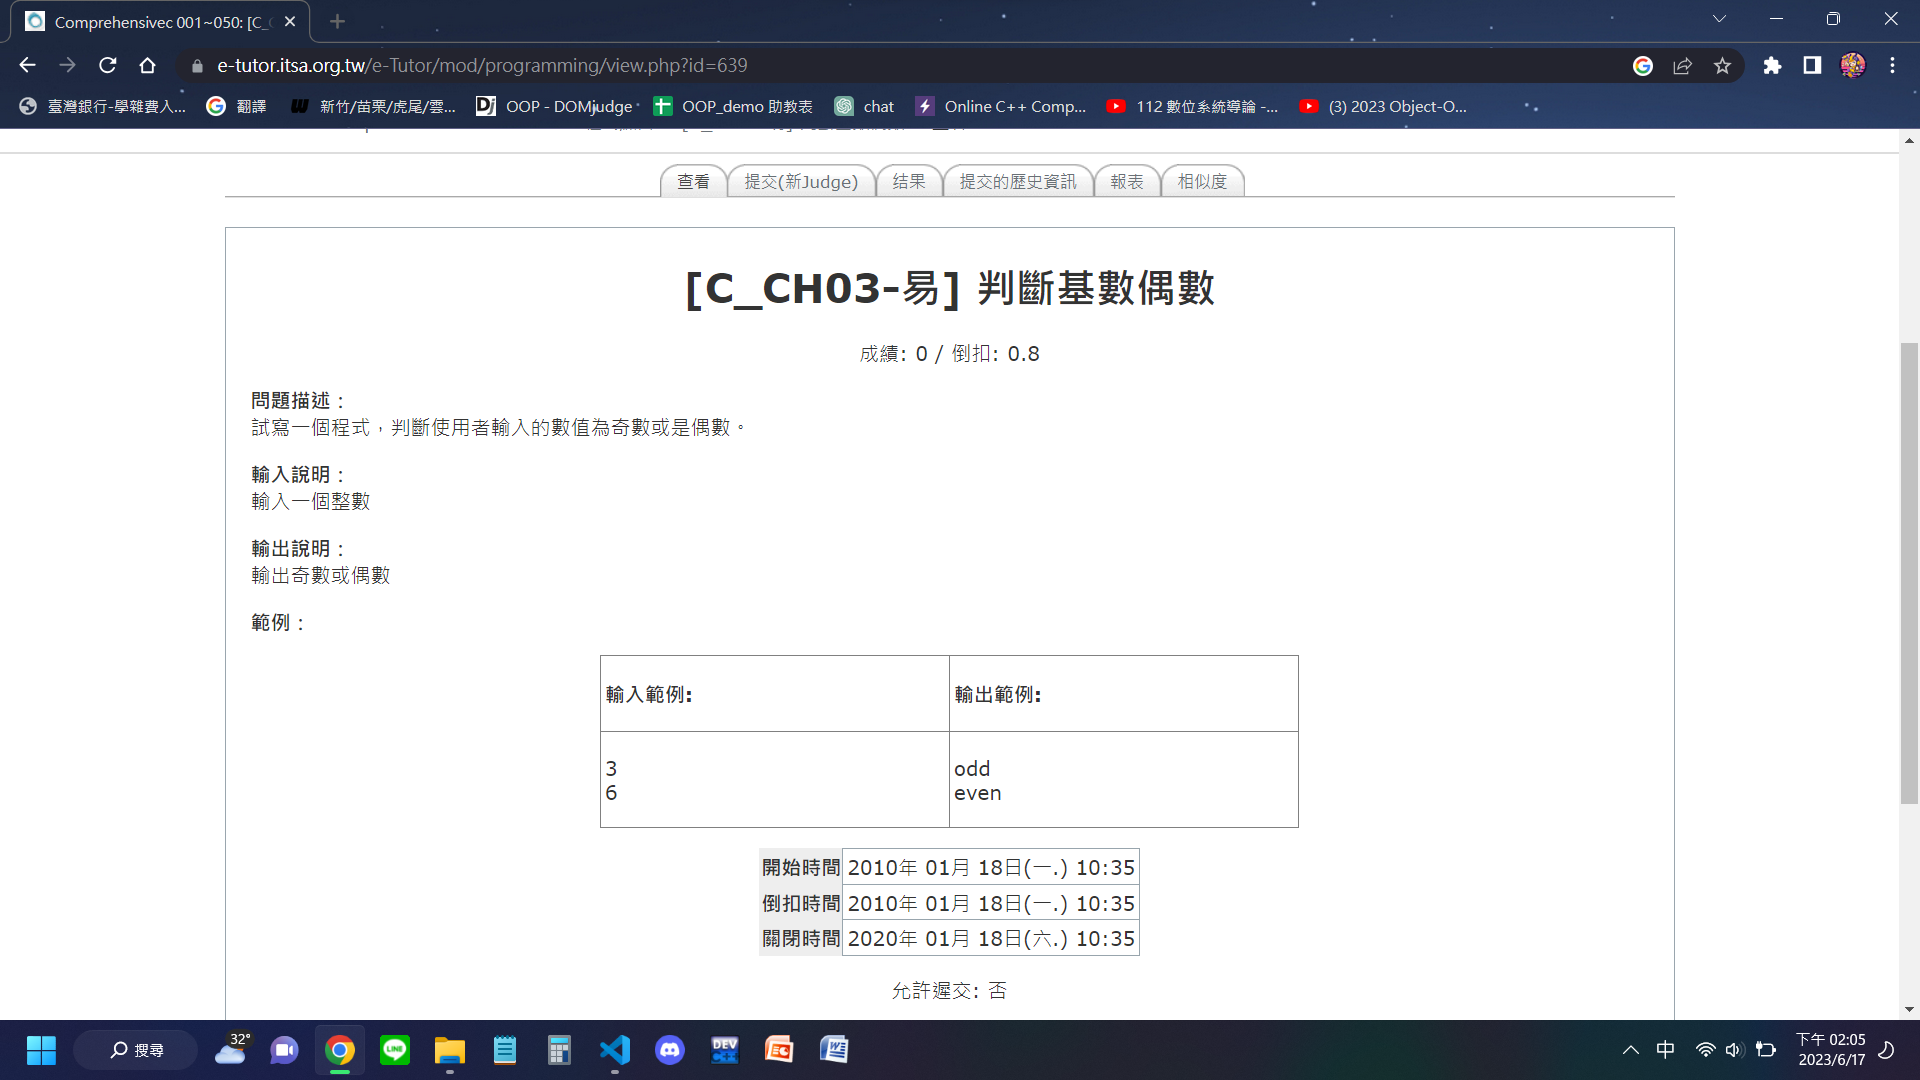 Comprehensivec 001~050: [C_C
e-tutor.itsa.org.tw/e-Tutor/mod/programming/view.php?id=639
臺灣銀行-學雜費入...
翻譯
新竹/苗栗/虎尾/雲...
OOP - DOMjudge
OOP_demo 助教表
chat
Online C++ Comp...
112 數位系統導論 -...
(3) 2023 Object-O...
查看
提交(新Judge)
结果
提交的歷史資訊
報表
相似度
[C_CH03-易] 判斷基數偶數
成績: 0 / 倒扣: 0.8
問題描述：
試寫一個程式，判斷使用者輸入的數值為奇數或是偶數。
輸入說明：
輸入一個整數
輸出說明：
輸出奇數或偶數
範例：
輸入範例:
輸出範例:
3
6
odd
even
開始時間 2010年 01月 18日(一.) 10:35
倒扣時間 2010年 01月 18日(一.) 10:35
關閉時間 2020年 01月 18日(六.) 10:35
允許遲交: 否
搜尋
32°
LINE
DEV
C++
中
下午 02:05
2023/6/17